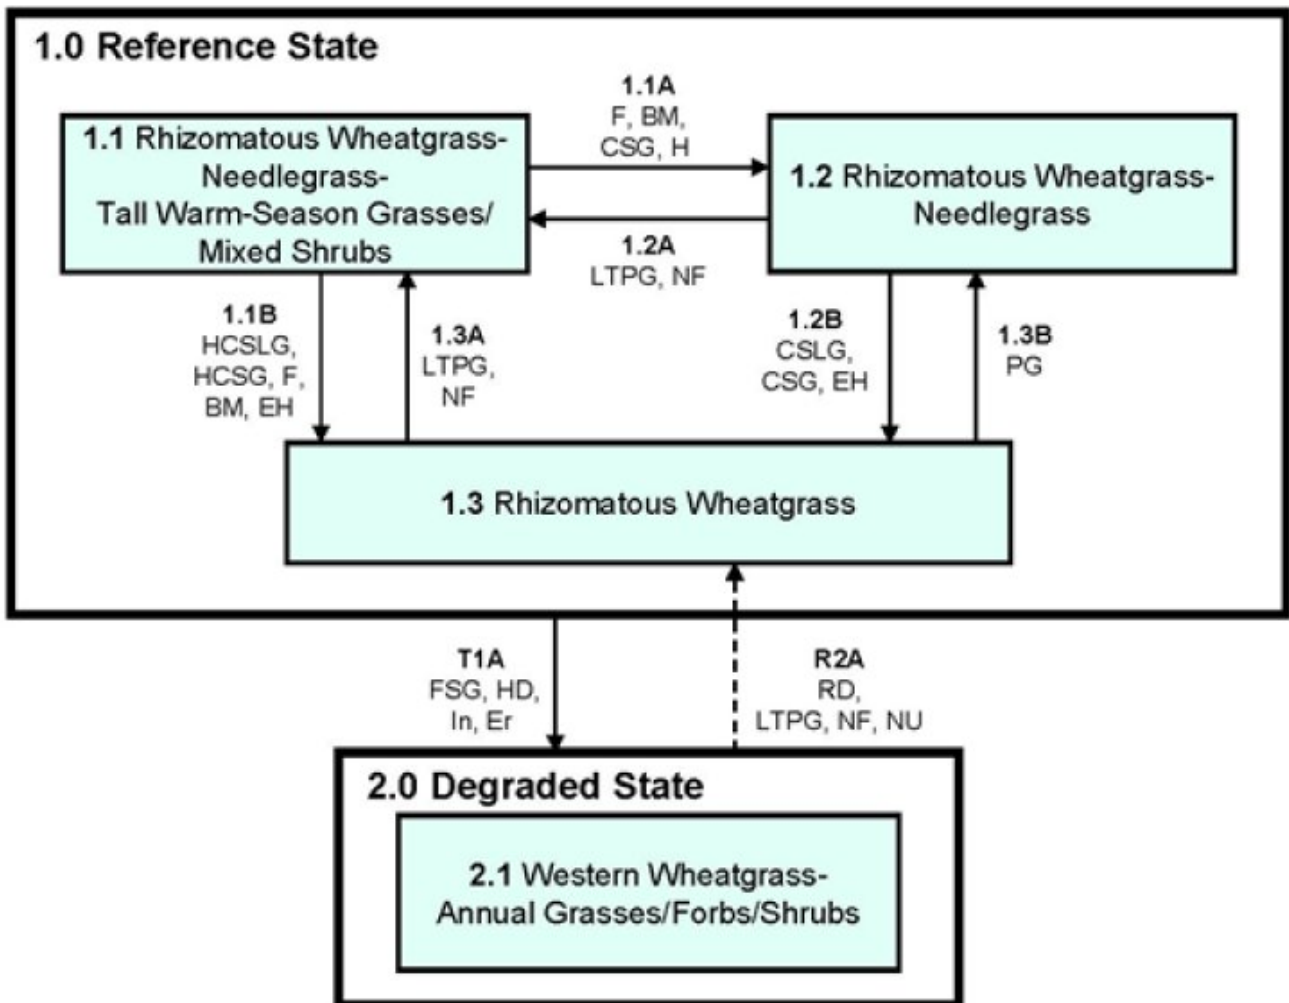 1.0 Reference State
1.1A
F, BM,
CSG, H
1.1 Rhizomatous Wheatgrass-
Needlegrass-
Tall Warm-Season Grasses/
Mixed Shrubs
1.2 Rhizomatous Wheatgrass-
Needlegrass
1.2A
LTPG, NF
1.1B
HCSLG,
HCSG, F,
BM, EH
1.3A
LTPG,
NF
1.2B
CSLG,
CSG, EH
1.3B
PG
1.3 Rhizomatous Wheatgrass
T1A
FSG, HD,
In, Er
R2A
RD,
LTPG, NF, NU
2.0 Degraded State
2.1 Western Wheatgrass-
Annual Grasses/Forbs/Shrubs